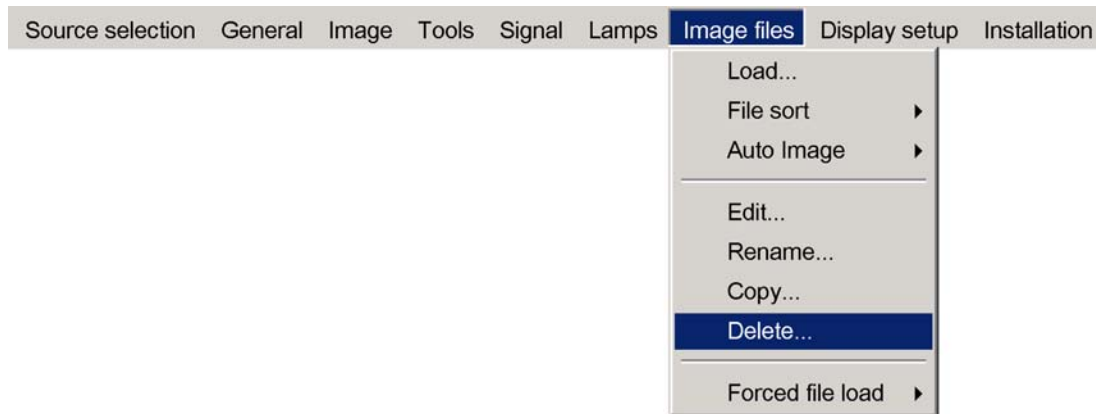 Source selection General Image Tools Signal Lamps Image files Display setup Installation
Load...
File sort
Auto Image
Edit...
Rename...
Copy...
Delete...
Forced file load